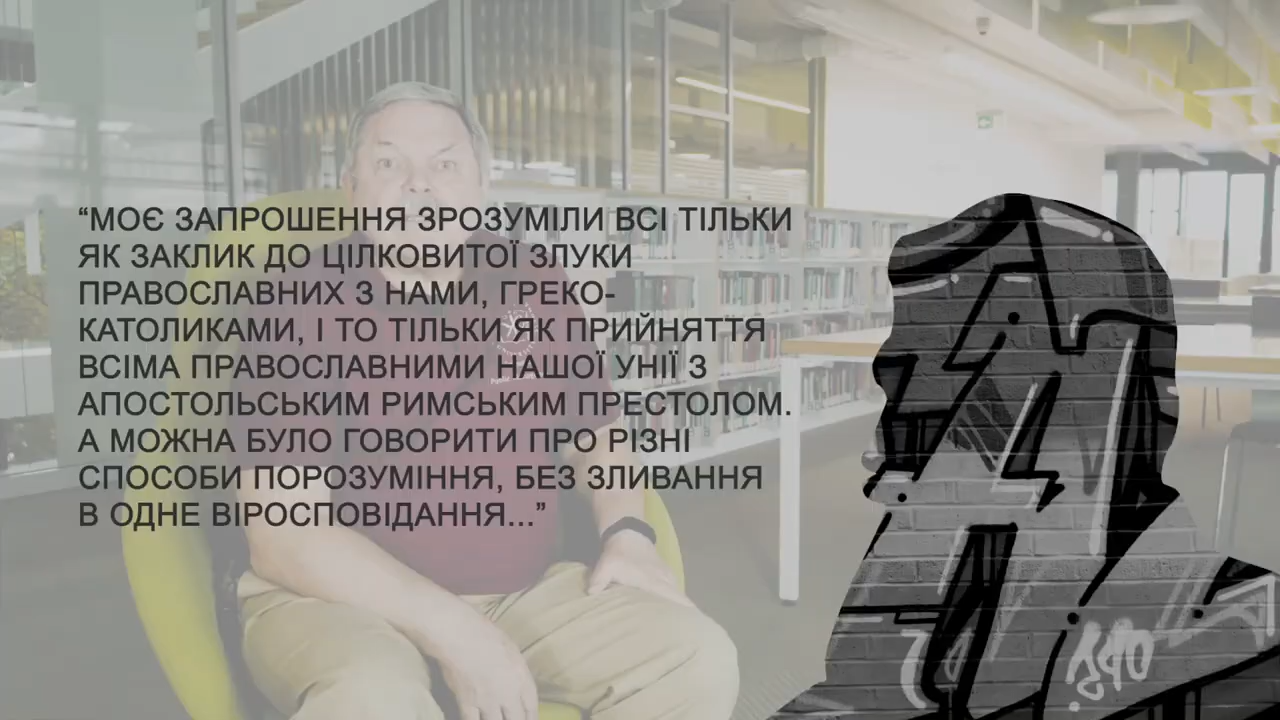 “МОЄ ЗАПРОШЕННЯ ЗРОЗУМІЛИ ВСІ ТІЛЬКИ
ЯК ЗАКЛИК ДО ЦІЛКОВИТОЇ ЗЛУКИ
ПРАВОСЛАВНИХ З НАМИ, ГРЕКО-
КАТОЛИКАМИ, І ТО ТІЛЬКИ ЯК ПРИЙНЯТТЯ
ВСІМА ПРАВОСЛАВНИМИ НАШОЇ УНІЇ З
АПОСТОЛЬСЬКИМ РИМСЬКИМ ПРЕСТОЛОМ.
А МОЖНА БУЛО ГОВОРИТИ ПРО РІЗНІ
СПОСОБИ ПОРОЗУМІННЯ, БЕЗ ЗЛИВАННЯ
В ОДНЕ ВІРОСПОВІДАННЯ...”